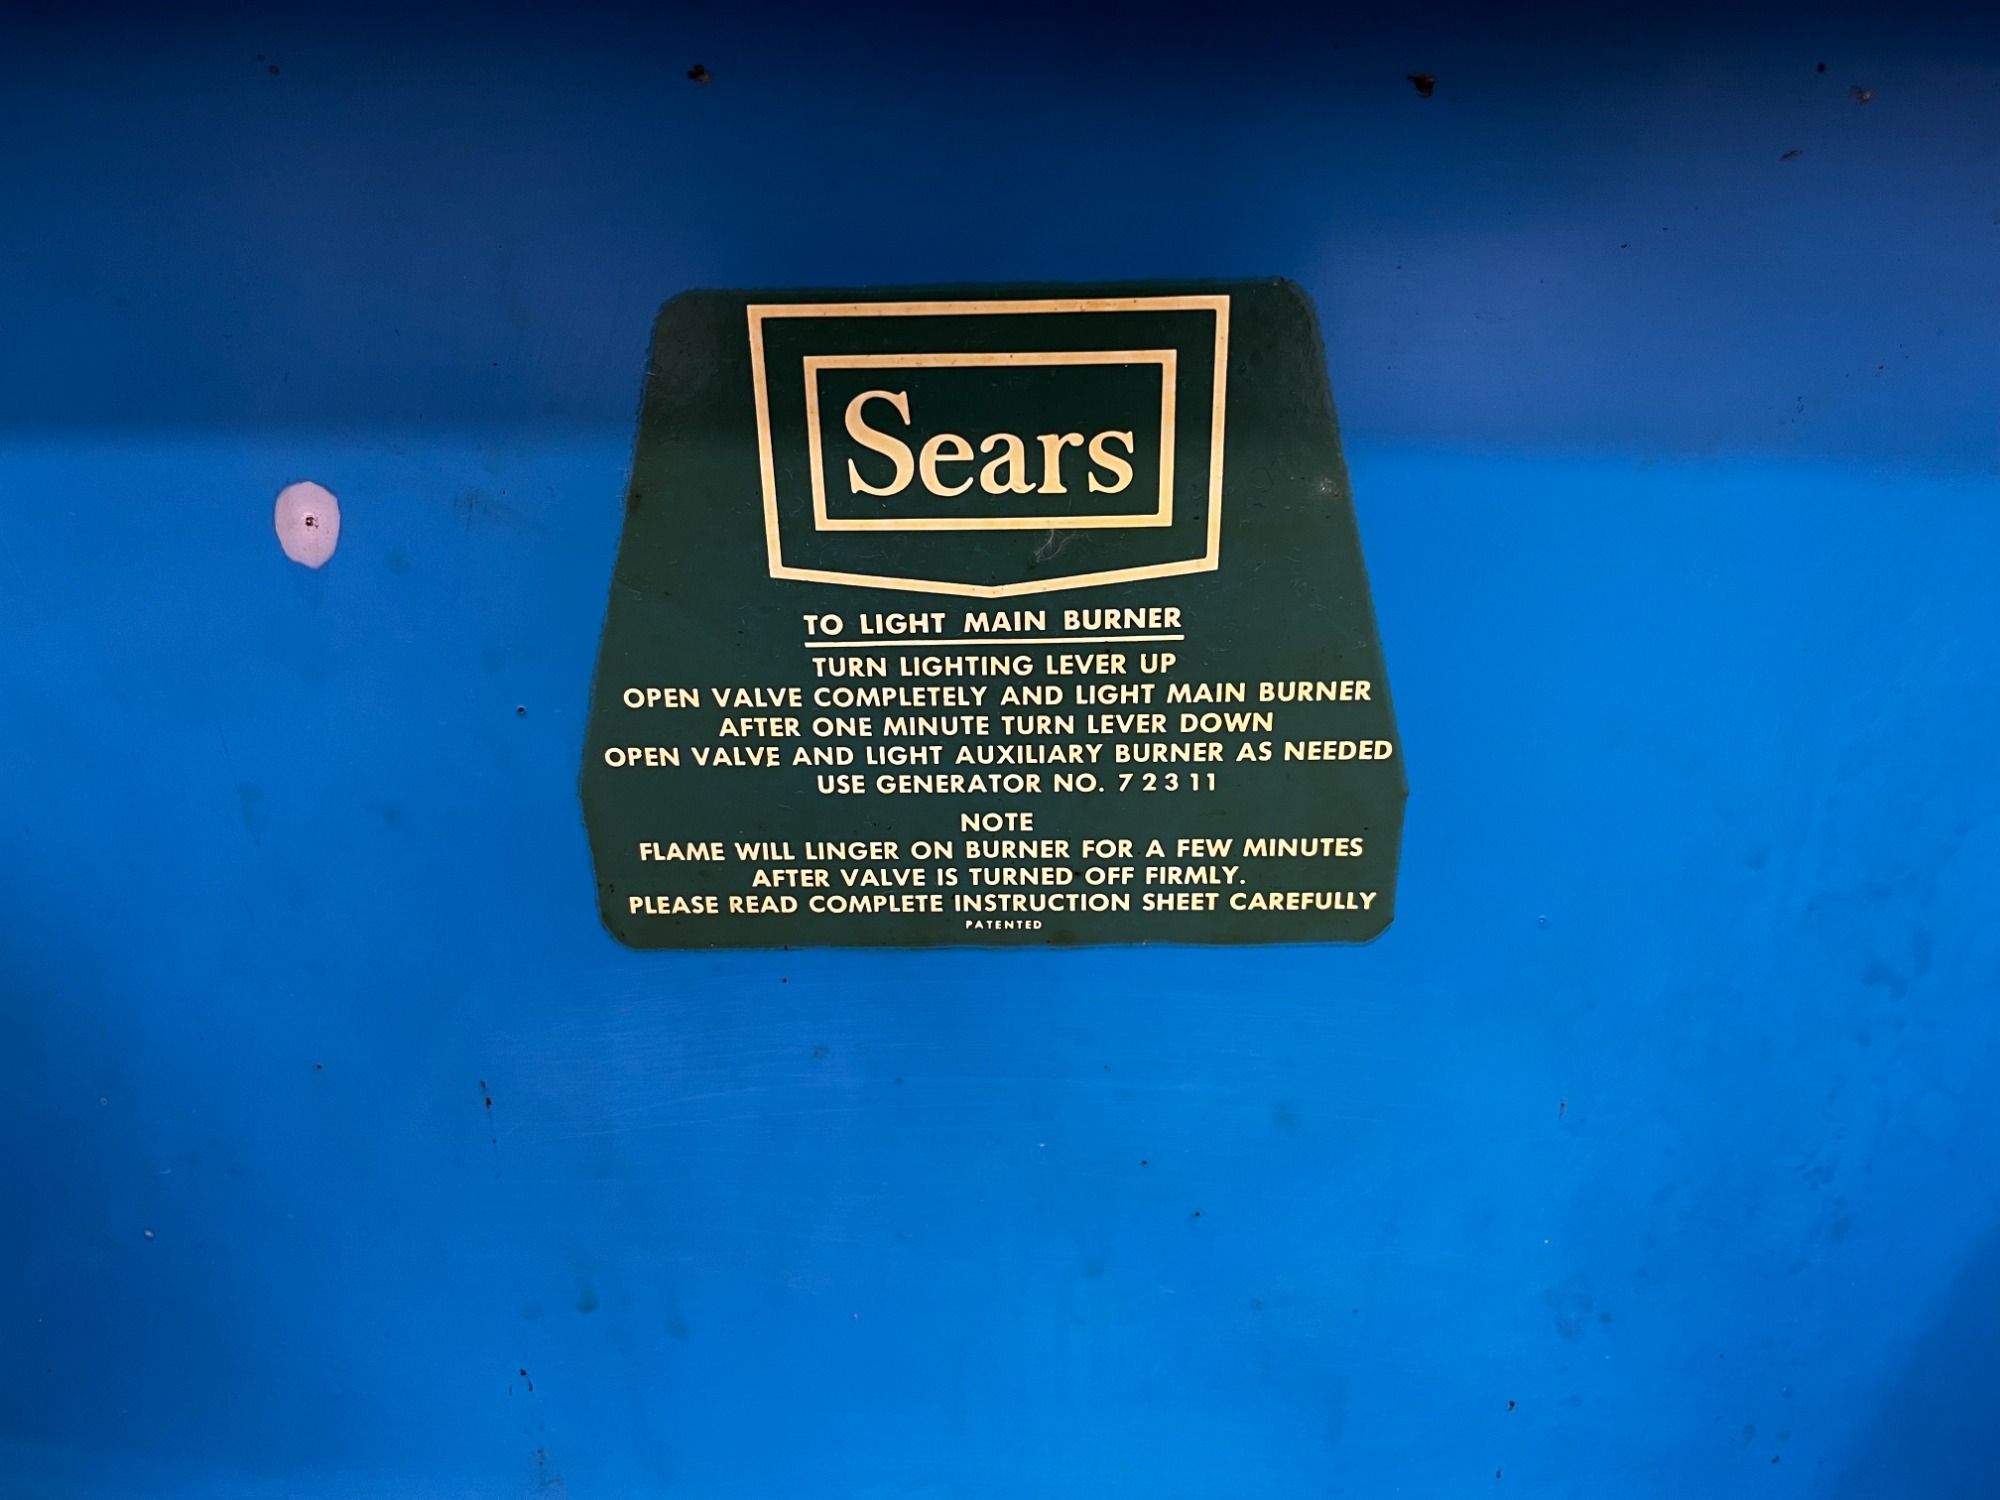 Sears
TO LIGHT MAIN BURNER
TURN LIGHTING LEVER UP
OPEN VALVE COMPLETELY AND LIGHT MAIN BURNER
AFTER ONE MINUTE TURN LEVER DOWN
OPEN VALVE AND LIGHT AUXILIARY BURNER AS NEEDED
USE GENERATOR NO. 72311
NOTE
FLAME WILL LINGER ON BURNER FOR A FEW MINUTES
AFTER VALVE IS TURNED OFF FIRMLY.
PLEASE READ COMPLETE INSTRUCTION SHEET CAREFULLY
PATENTED